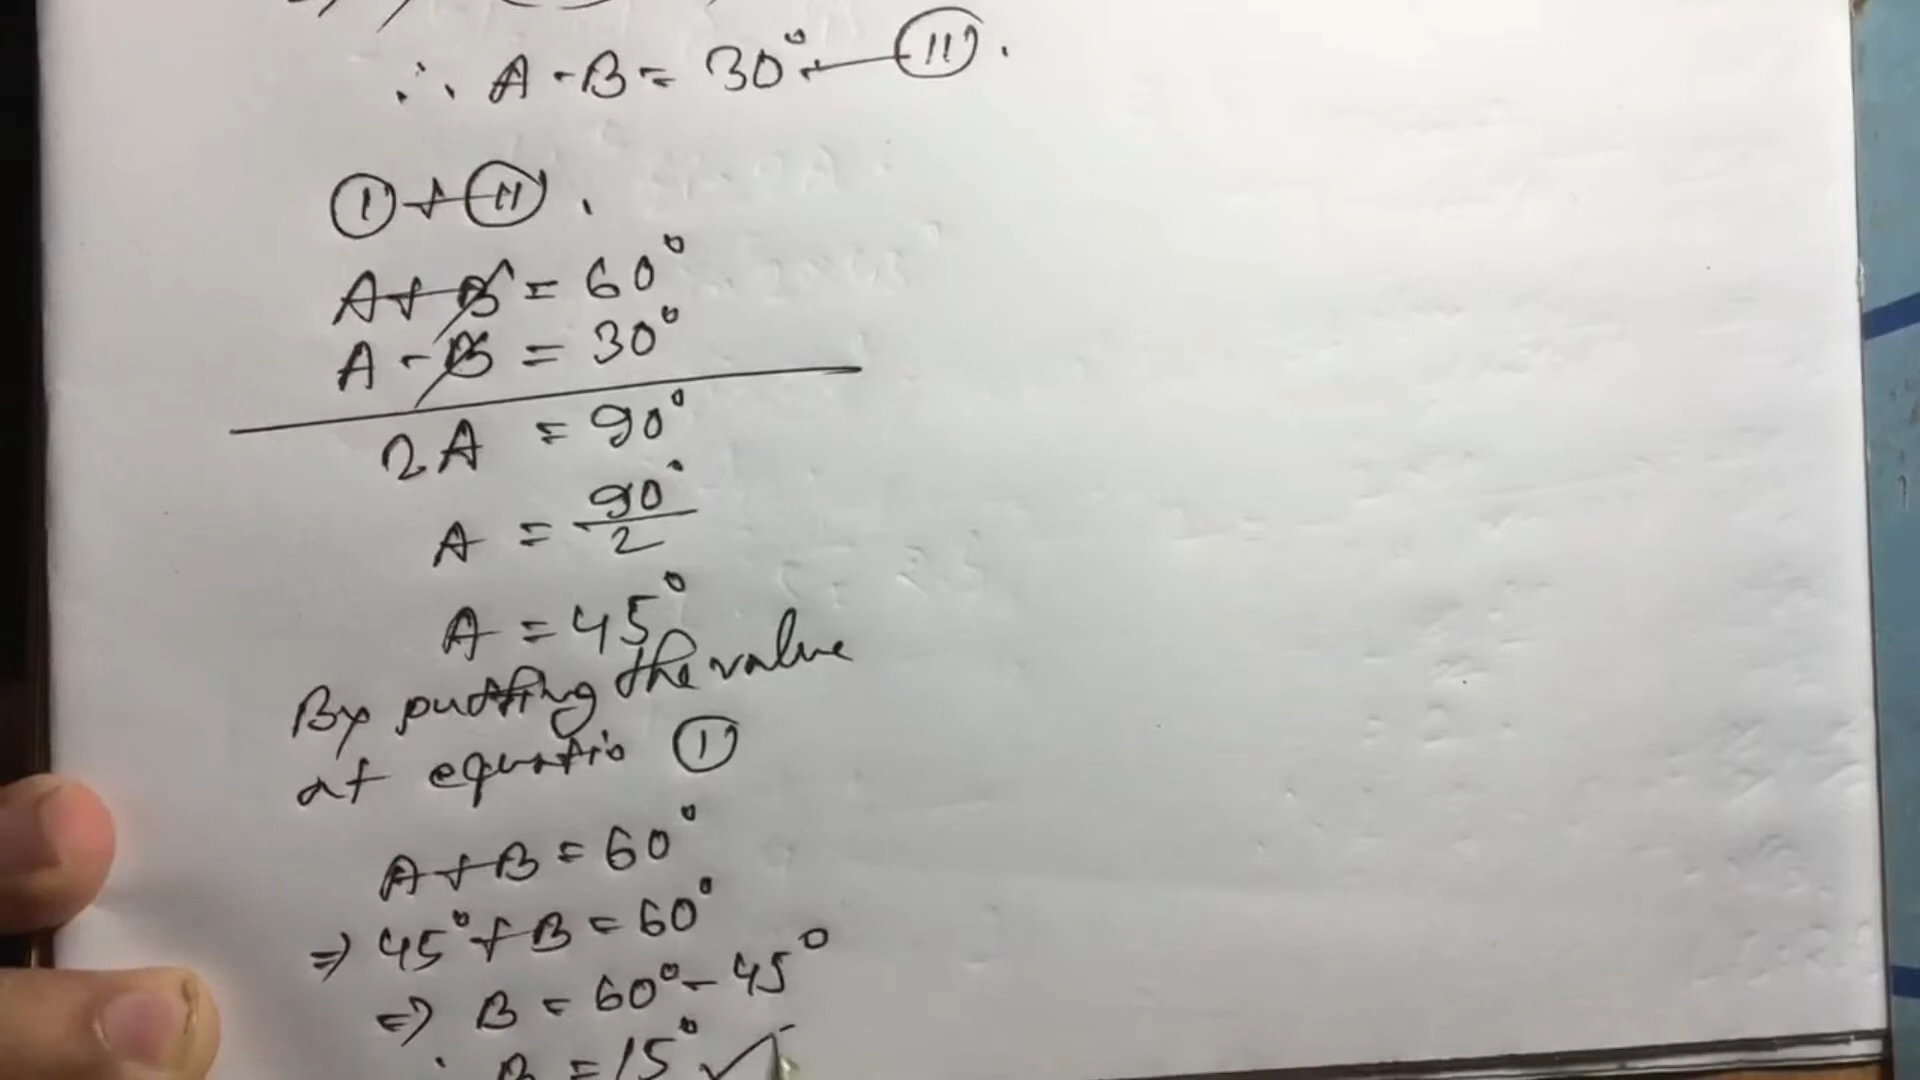 ∴ A - B = 30° — (II).
(I) + (II).
A + B = 60°
A - B = 30°
2A = 90°
A = 90°/2
A = 45°
By putting the value
at equatio (I)
A + B = 60°
⇒ 45° + B = 60°
⇒ B = 60° - 45°
B = 15° ✓